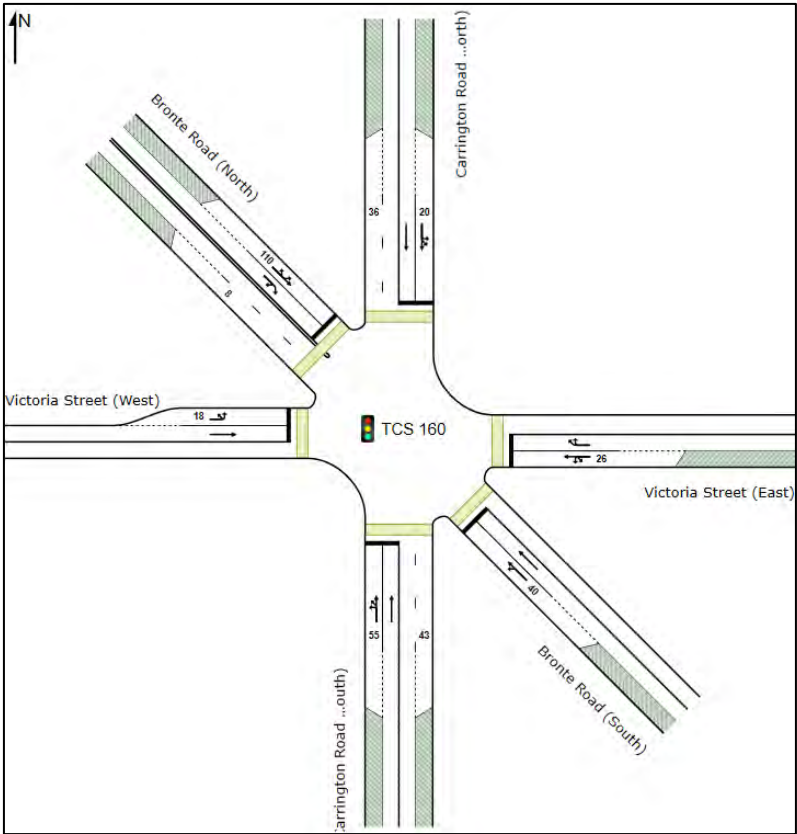 N
Carrington Road ...orth)
Bronte Road (North)
36
20
110
8
Victoria Street (West)
18
TCS 160
26
Victoria Street (East)
40
55
43
Bronte Road (South)
Carrington Road ...outh)